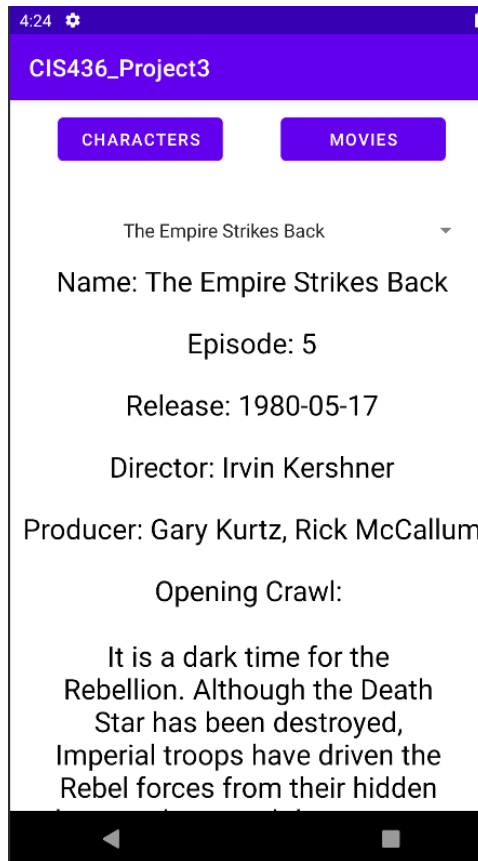 4:24
CIS436_Project3
CHARACTERS MOVIES
The Empire Strikes Back
Name: The Empire Strikes Back
Episode: 5
Release: 1980-05-17
Director: Irvin Kershner
Producer: Gary Kurtz, Rick McCallum
Opening Crawl:
It is a dark time for the
Rebellion. Although the Death
Star has been destroyed,
Imperial troops have driven the
Rebel forces from their hidden